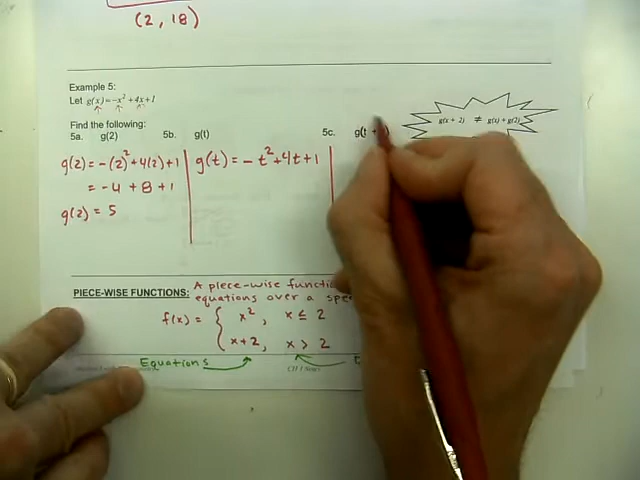 (2, 18)
Example 5:
Let g(x) = -x² + 4x + 1
Find the following:
5a. g(2) 5b. g(t) 5c.
g(x + 2) ≠ g(x) + g(2)
g(2) = -(2)² + 4(2) + 1
= -4 + 8 + 1
g(2) = 5
g(t) = -t² + 4t + 1
PIECE-WISE FUNCTIONS: A piece-wise
equations over a
f(x) = { x², x ≤ 2
x+2, x > 2
Equations